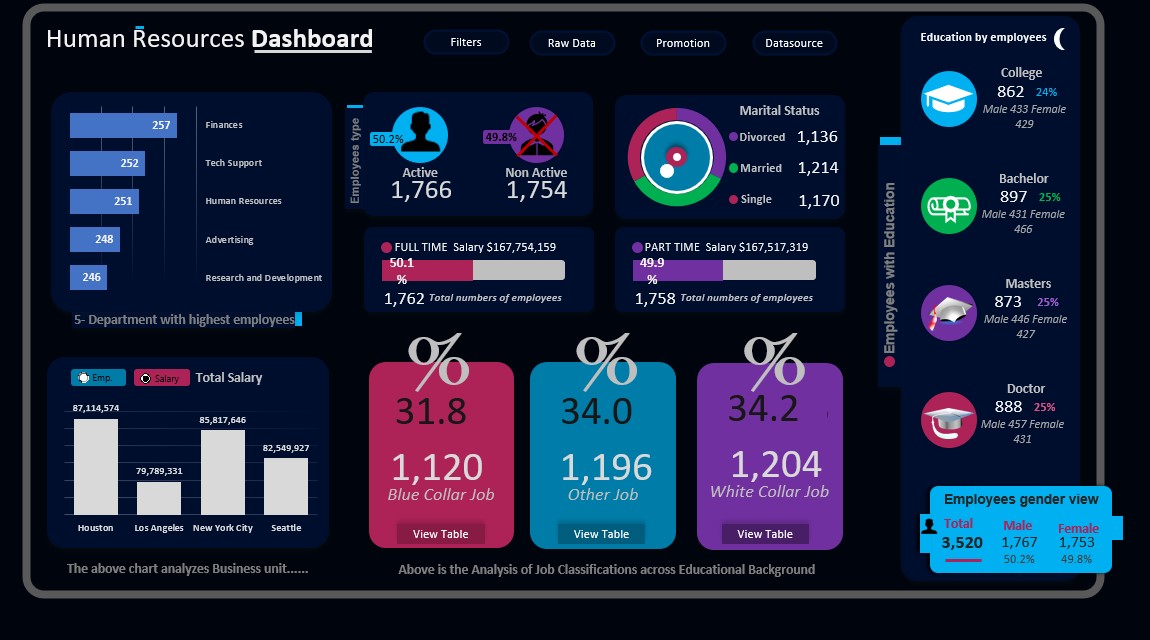 Human Resources Dashboard
Filters
Raw Data
Promotion
Datasource
257 Finances
252 Tech Support
251 Human Resources
248 Advertising
246 Research and Development
5- Department with highest employees
Employees type
50.2%
Active
1,766
49.8%
Non Active
1,754
Marital Status
Divorced 1,136
Married 1,214
Single 1,170
FULL TIME Salary $167,754,159
50.1
%
1,762 Total numbers of employees
PART TIME Salary $167,517,319
49.9
%
1,758 Total numbers of employees
Emp. Salary Total Salary
87,114,574
79,789,331
85,817,646
82,549,927
Houston Los Angeles New York City Seattle
The above chart analyzes Business unit......
%
31.8
1,120
Blue Collar Job
View Table
%
34.0
1,196
Other Job
View Table
%
34.2
1,204
White Collar Job
View Table
Above is the Analysis of Job Classifications across Educational Background
Employees with Education
Education by employees
College
862 24%
Male 433 Female
429
Bachelor
897 25%
Male 431 Female
466
Masters
873 25%
Male 446 Female
427
Doctor
888 25%
Male 457 Female
431
Employees gender view
Total Male Female
3,520 1,767 1,753
50.2% 49.8%